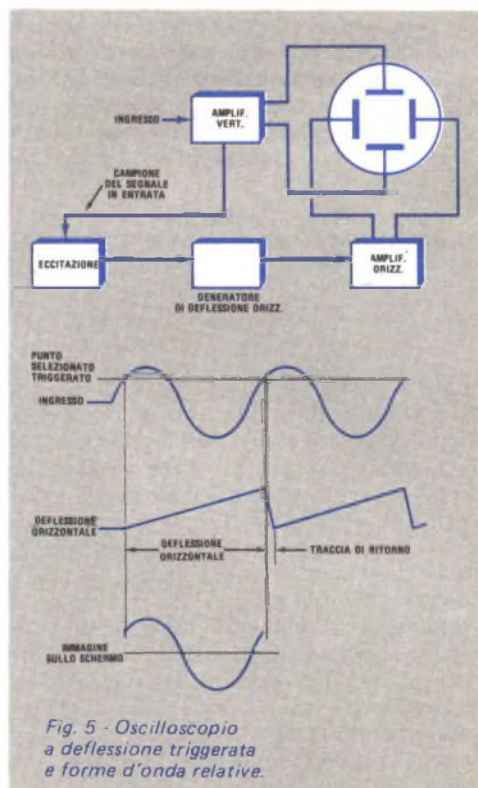 AMPLIF.
VERT.
INGRESSO
CAMPIONE
DEL SEGNALE
IN ENTRATA
ECCITAZIONE
GENERATORE
DI DEFLESSIONE ORIZZ.
AMPLIF.
ORIZZ.
PUNTO
SELEZIONATO
TRIGGERATO
INGRESSO
DEFLESSIONE
ORIZZONTALE
DEFLESSIONE
ORIZZONTALE
TRACCIA DI RITORNO
IMMAGINE
SULLO SCHERMO
Fig. 5 - Oscilloscopio
a deflessione triggerata
e forme d'onda relative.